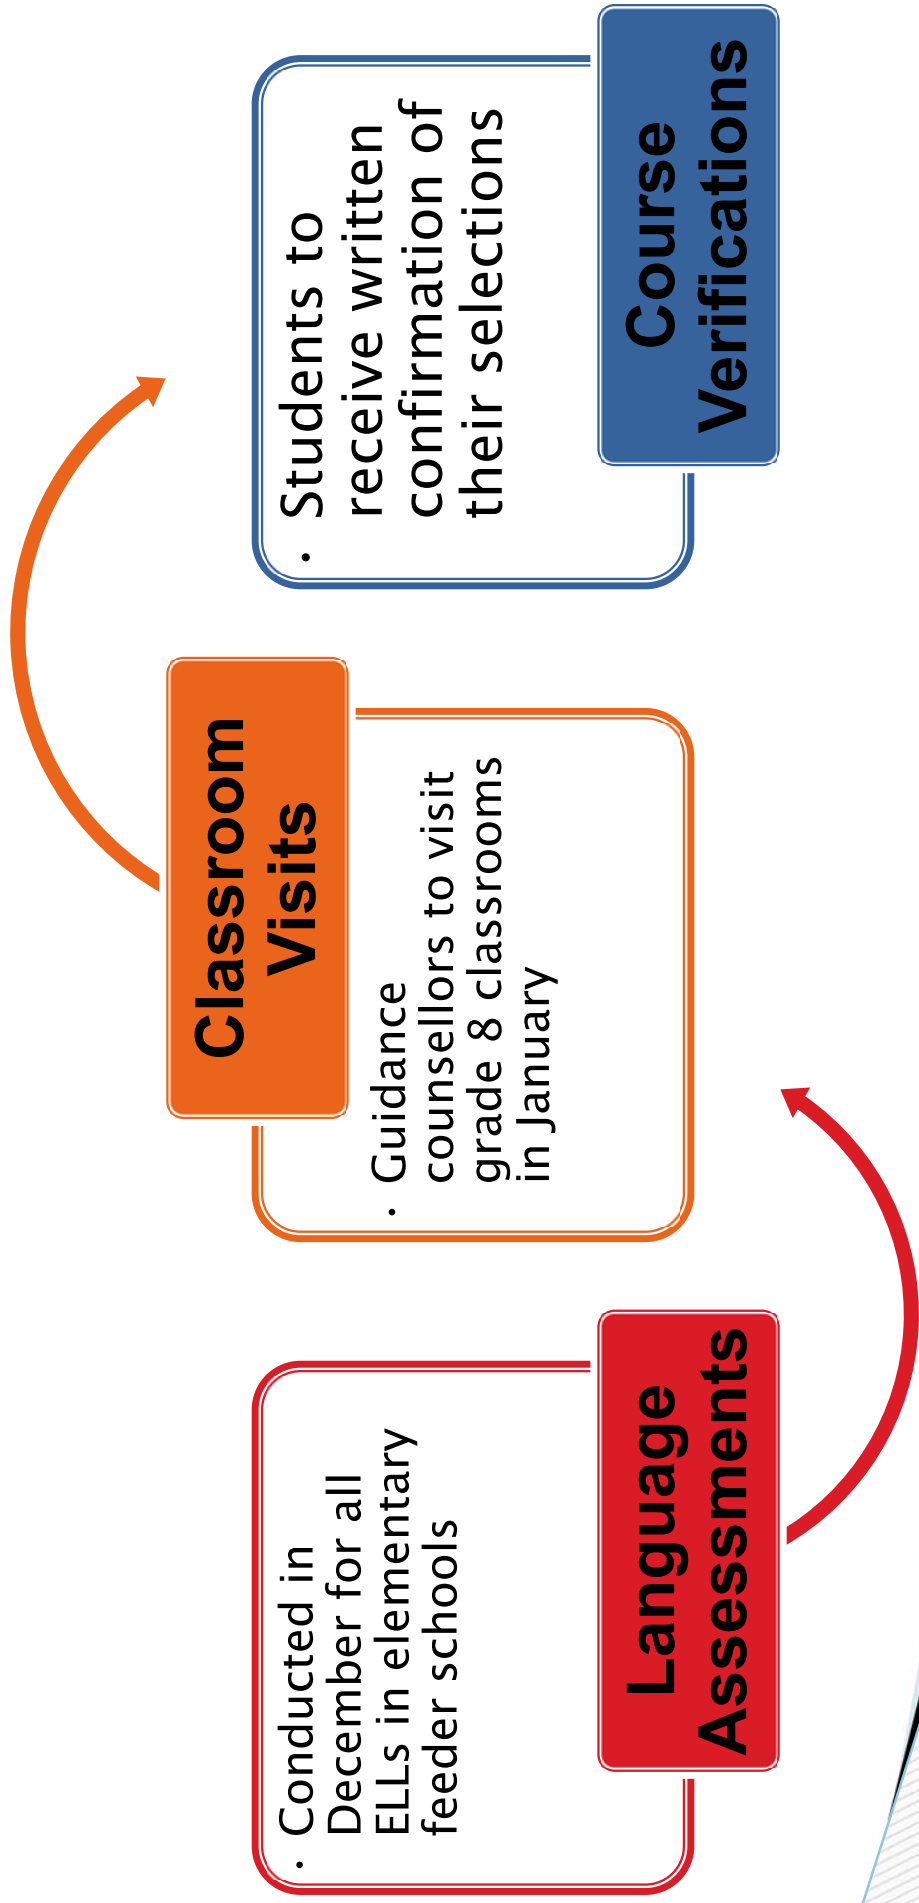 • Conducted in
December for all
ELLs in elementary
feeder schools
Language
Assessments
Classroom
Visits
• Guidance
counsellors to visit
grade 8 classrooms
in January
• Students to
receive written
confirmation of
their selections
Course
Verifications